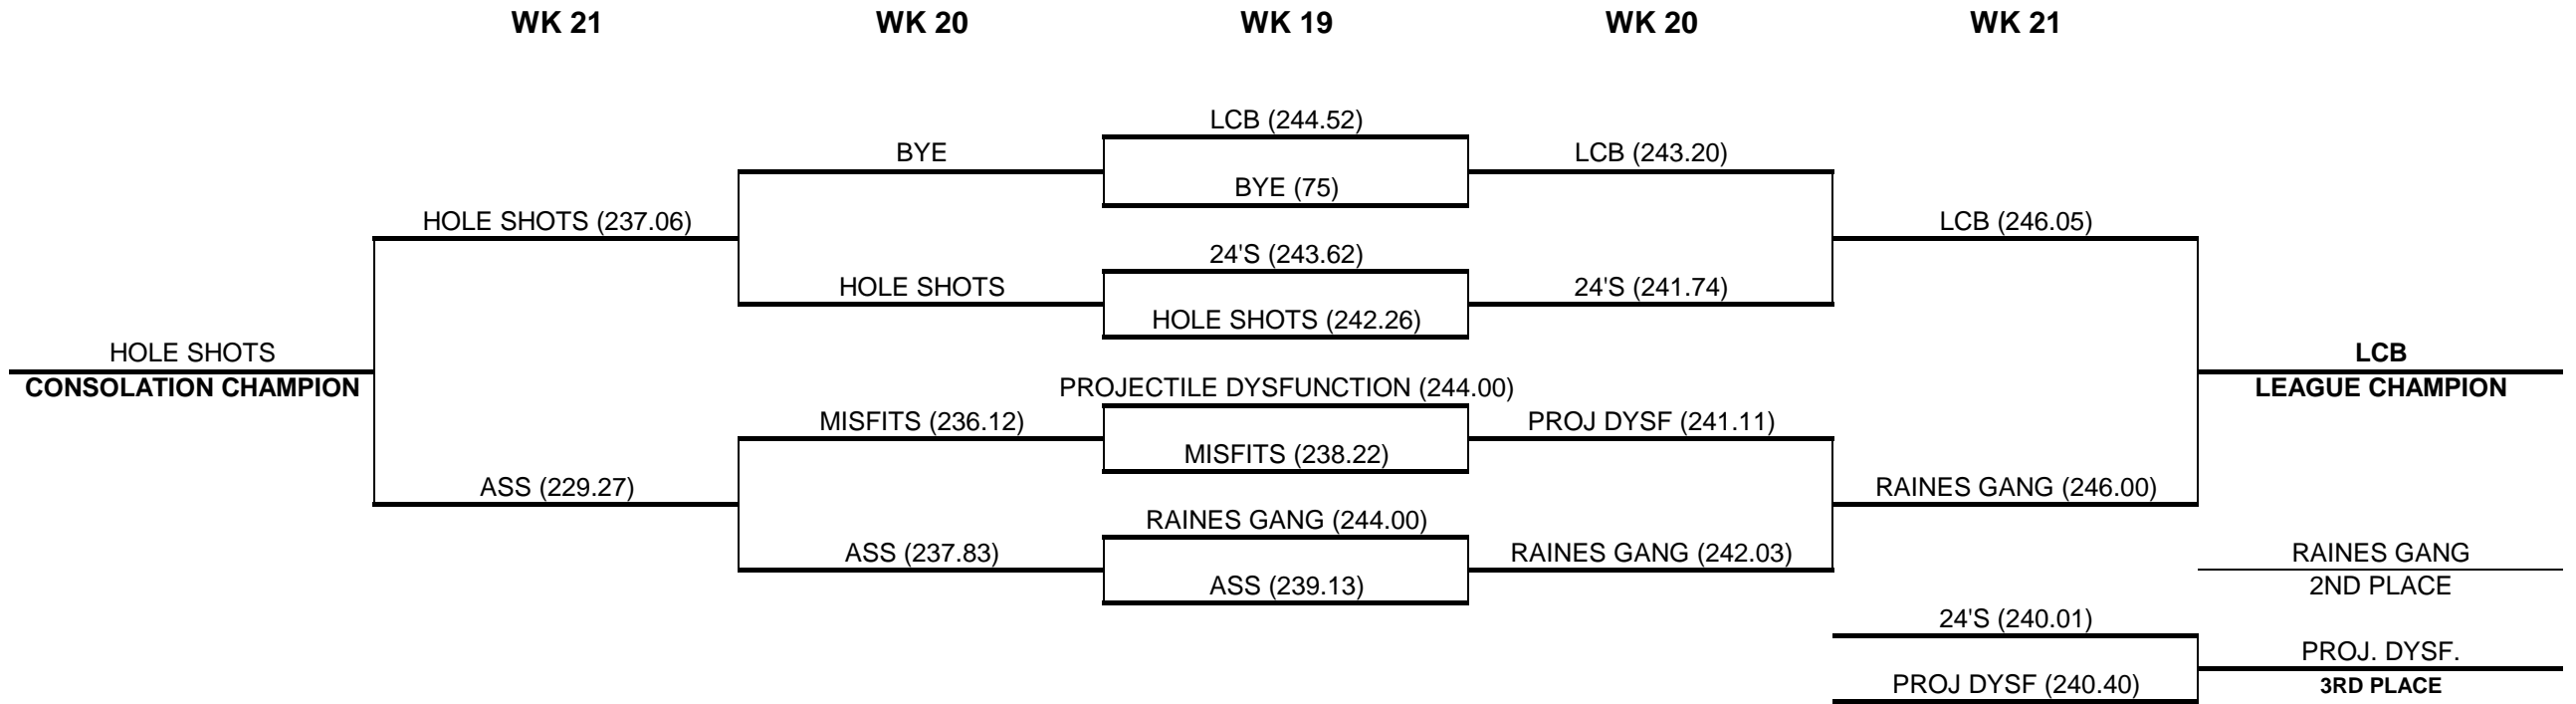 WK 21 WK 20 WK 19 WK 20 WK 21
LCB (244.52)
BYE LCB (243.20)
BYE (75)
HOLE SHOTS (237.06) LCB (246.05)
24'S (243.62)
HOLE SHOTS 24'S (241.74)
HOLE SHOTS (242.26)
HOLE SHOTS LCB
CONSOLATION CHAMPION PROJECTILE DYSFUNCTION (244.00) LEAGUE CHAMPION
MISFITS (236.12) PROJ DYSF (241.11)
MISFITS (238.22)
ASS (229.27) RAINES GANG (246.00)
RAINES GANG (244.00)
ASS (237.83) RAINES GANG (242.03) RAINES GANG
ASS (239.13) 2ND PLACE
24'S (240.01)
PROJ. DYSF.
PROJ DYSF (240.40) 3RD PLACE